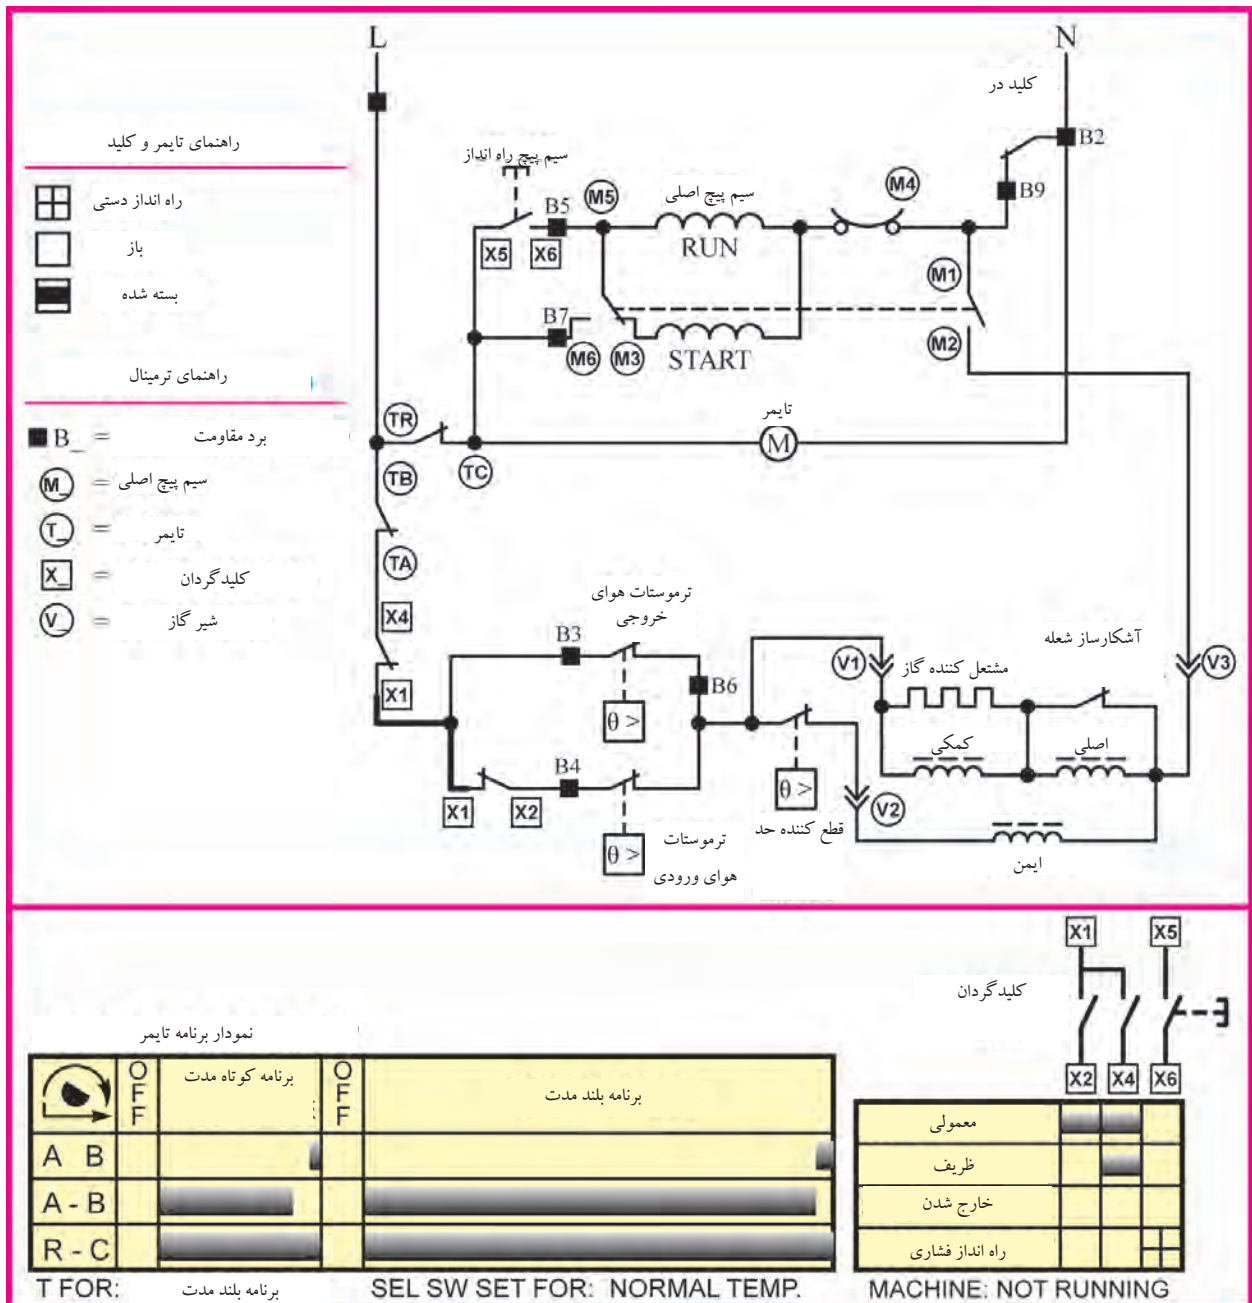 L
N
کلید در
B2
B9
راهنمای تایمر و کلید
راه انداز دستی
باز
بسته شده
راهنمای ترمینال
B_ = برد مقاومت
M_ = سیم پیچ اصلی
T_ = تایمر
X_ = کلیدگردان
V_ = شیر گاز
سیم پیچ راه انداز
B5
X5
X6
M5
سیم پیچ اصلی
RUN
M4
M1
M2
B7
M6
M3
START
TR
TC
TB
TA
تایمر
M
X4
X1
B3
ترموستات هوای
خروجی
θ >
B6
X1
X2
B4
θ >
ترموستات
هوای ورودی
θ >
قطع کننده حد
V1
V2
V3
مشتعل کننده گاز
آشکارساز شعله
کمکی
اصلی
ایمن
نمودار برنامه تایمر
OFF
برنامه کوتاه مدت
OFF
برنامه بلند مدت
A B
A - B
R - C
کلیدگردان
X1
X5
X2
X4
X6
معمولی
ظریف
خارج شدن
راه انداز فشاری
T FOR: برنامه بلند مدت
SEL SW SET FOR: NORMAL TEMP.
MACHINE: NOT RUNNING